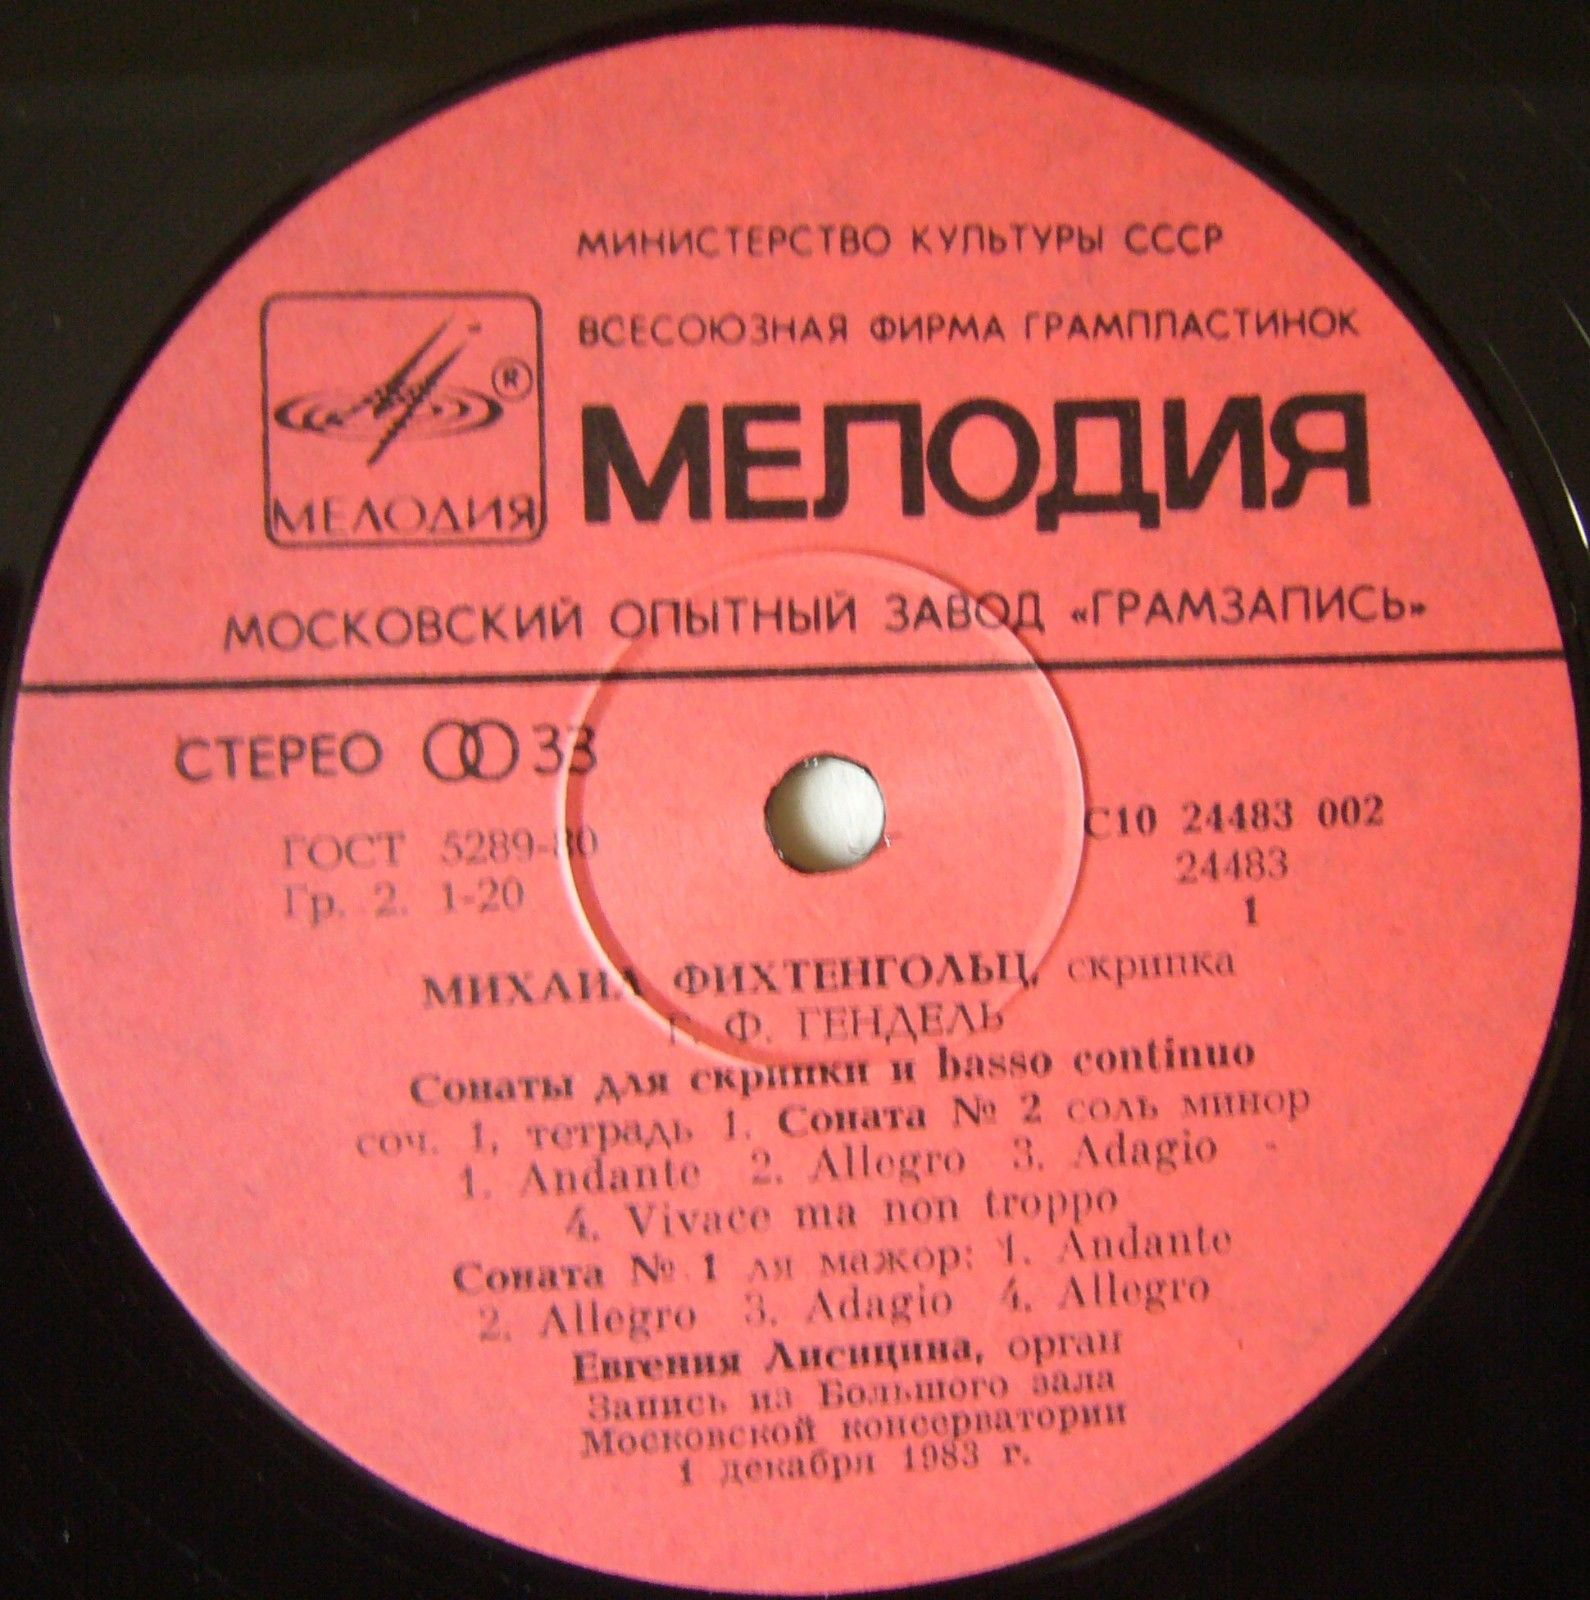 МИНИСТЕРСТВО КУЛЬТУРЫ СССР
ВСЕСОЮЗНАЯ ФИРМА ГРАМПЛАСТИНОК
®
МЕЛОДИЯ
МЕЛОДИЯ
МОСКОВСКИЙ ОПЫТНЫЙ ЗАВОД «ГРАМЗАПИСЬ»
СТЕРЕО 33
ГОСТ 5289-80
Гр. 2. 1-20
С10 24483 002
24483
1
МИХАИЛ ФИХТЕНГОЛЬЦ, скрипка
Г. Ф. ГЕНДЕЛЬ
Сонаты для скрипки и basso continuo
соч. 1, тетрадь 1. Соната № 2 соль минор
1. Andante 2. Allegro 3. Adagio
4. Vivace ma non troppo
Соната № 1 ля мажор: 1. Andante
2. Allegro 3. Adagio 4. Allegro
Евгения Лисицина, орган
Запись из Большого зала
Московской консерватории
1 декабря 1983 г.